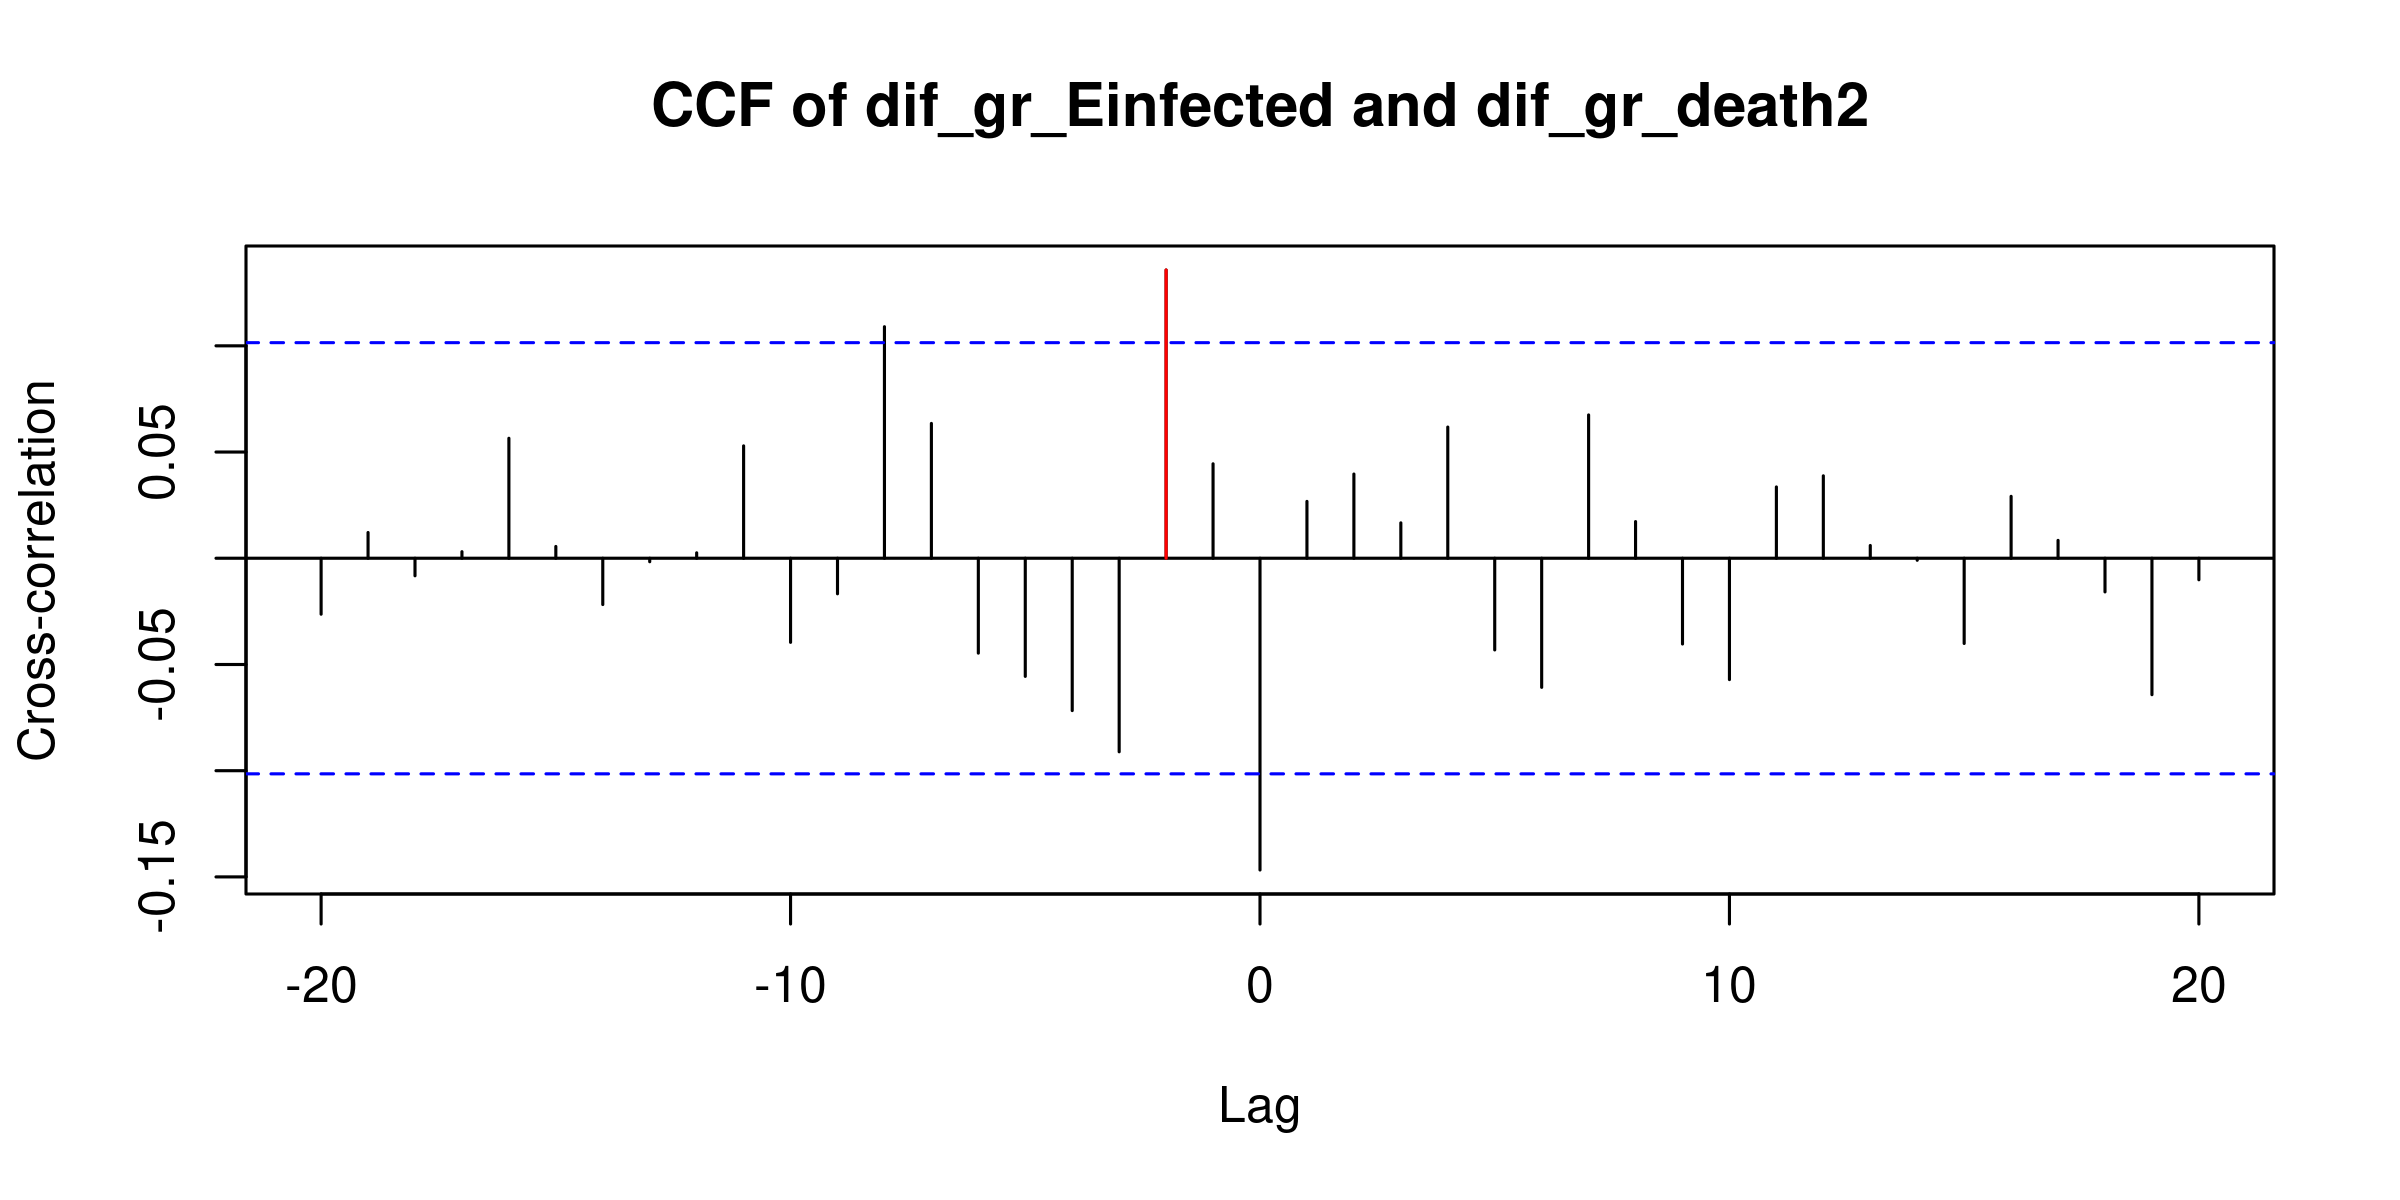 CCF of dif_gr_Einfected and dif_gr_death2
Cross-correlation
0.05
-0.05
-0.15
-20
-10
0
10
20
Lag